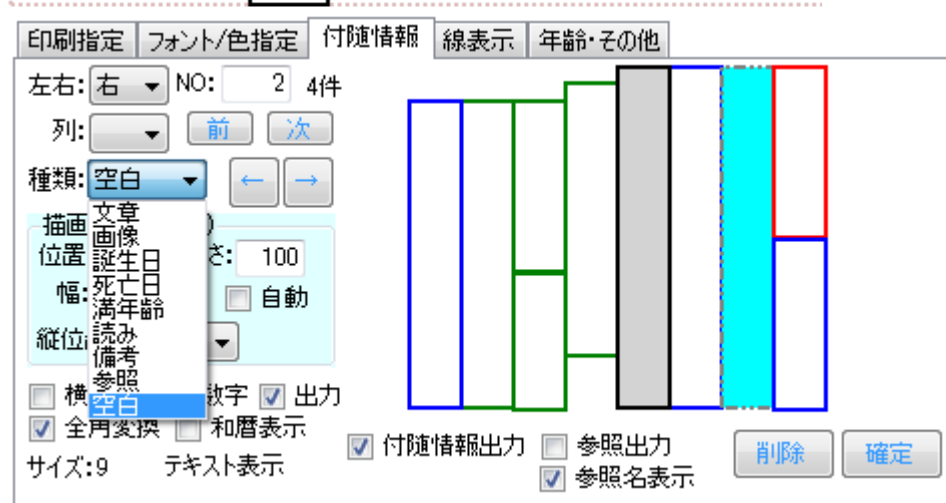 印刷指定 フォント/色指定 付随情報 線表示 年齢・その他
左右: 右 NO: 2 4件
列: 前 次
種類: 空白 ← →
文章
画像
誕生日
死亡日
満年齢
読み
備考
参照
空白
描画 )
位置 さ: 100
幅: 自動
縦位
横 数字 出力
全角変換 和暦表示
サイズ:9 テキスト表示
付随情報出力 参照出力
参照名表示
削除 確定